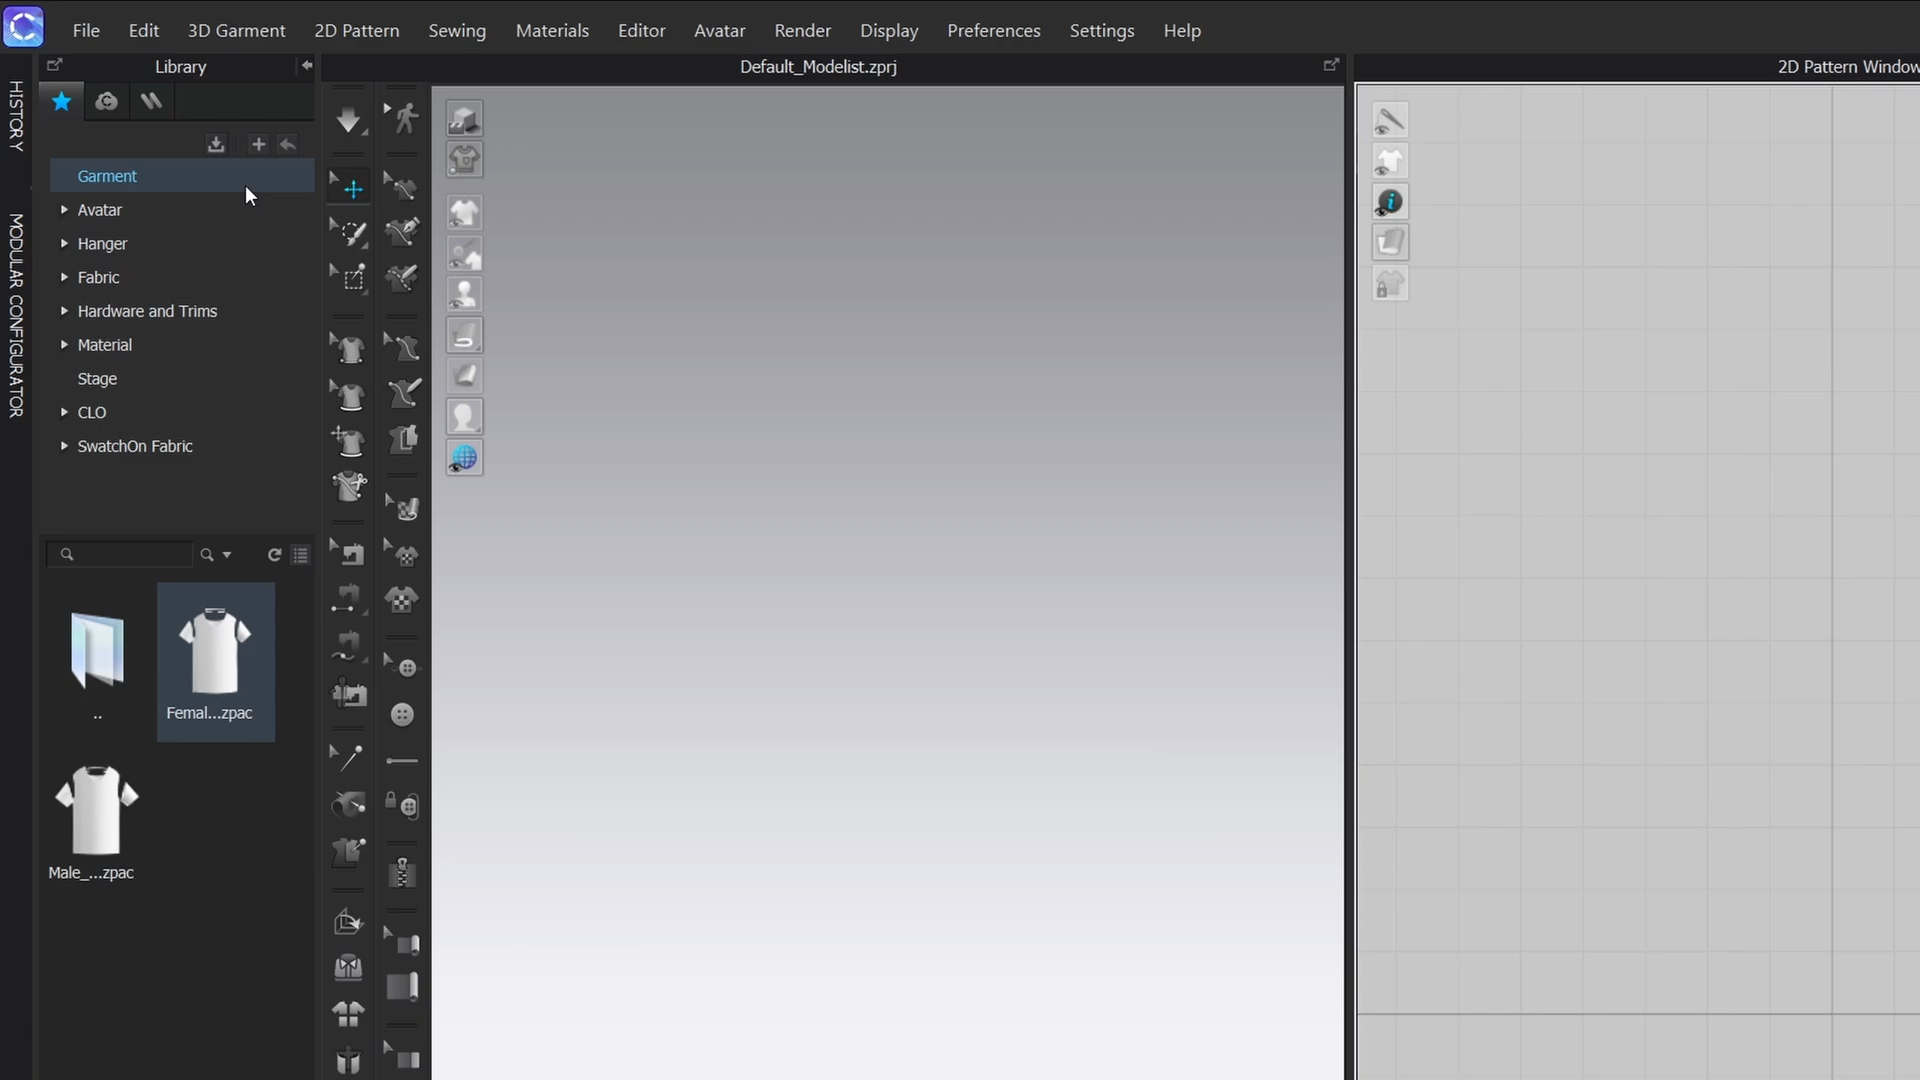 File Edit 3D Garment 2D Pattern Sewing Materials Editor Avatar Render Display Preferences Settings Help
Library
Default_Modelist.zprj
2D Pattern Window
HISTORY
MODULAR CONFIGURATOR
Garment
Avatar
Hanger
Fabric
Hardware and Trims
Material
Stage
CLO
SwatchOn Fabric
..
Femal...zpac
Male_...zpac